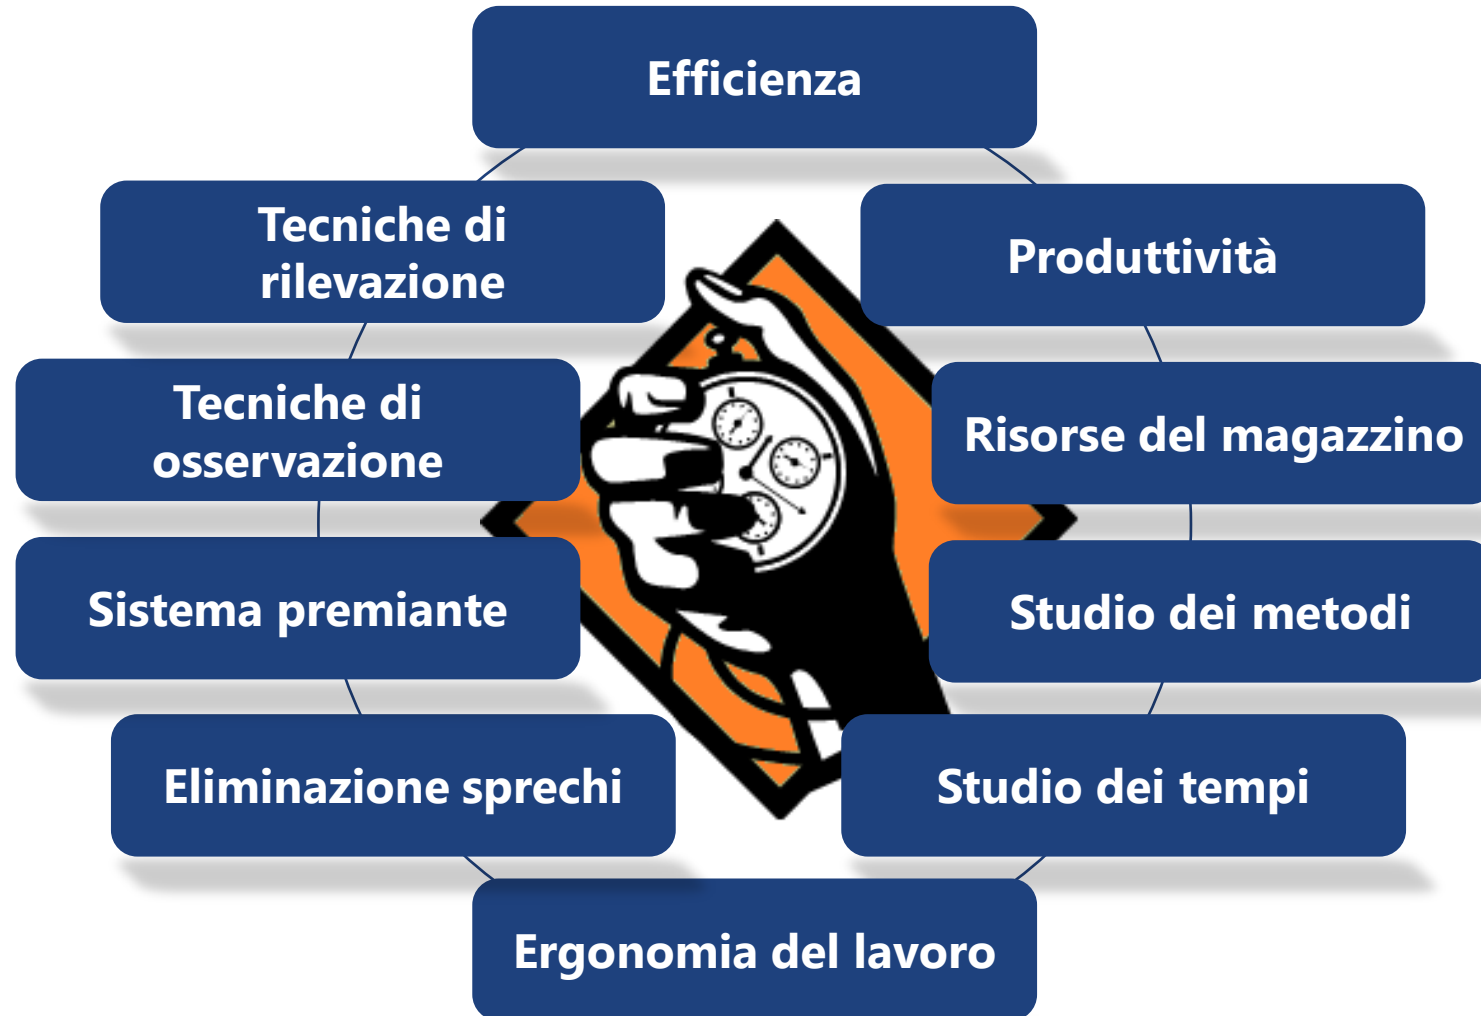 Efficienza
Tecniche di
rilevazione
Produttività
Tecniche di
osservazione
Risorse del magazzino
Sistema premiante
Studio dei metodi
Eliminazione sprechi
Studio dei tempi
Ergonomia del lavoro